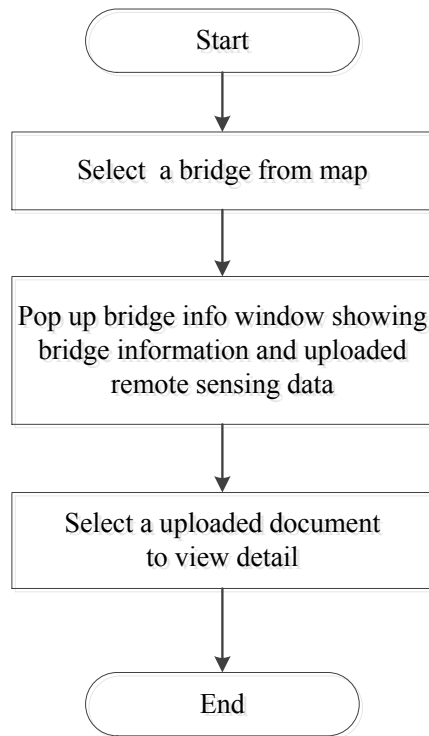 Start
Select a bridge from map
Pop up bridge info window showing
bridge information and uploaded
remote sensing data
Select a uploaded document
to view detail
End